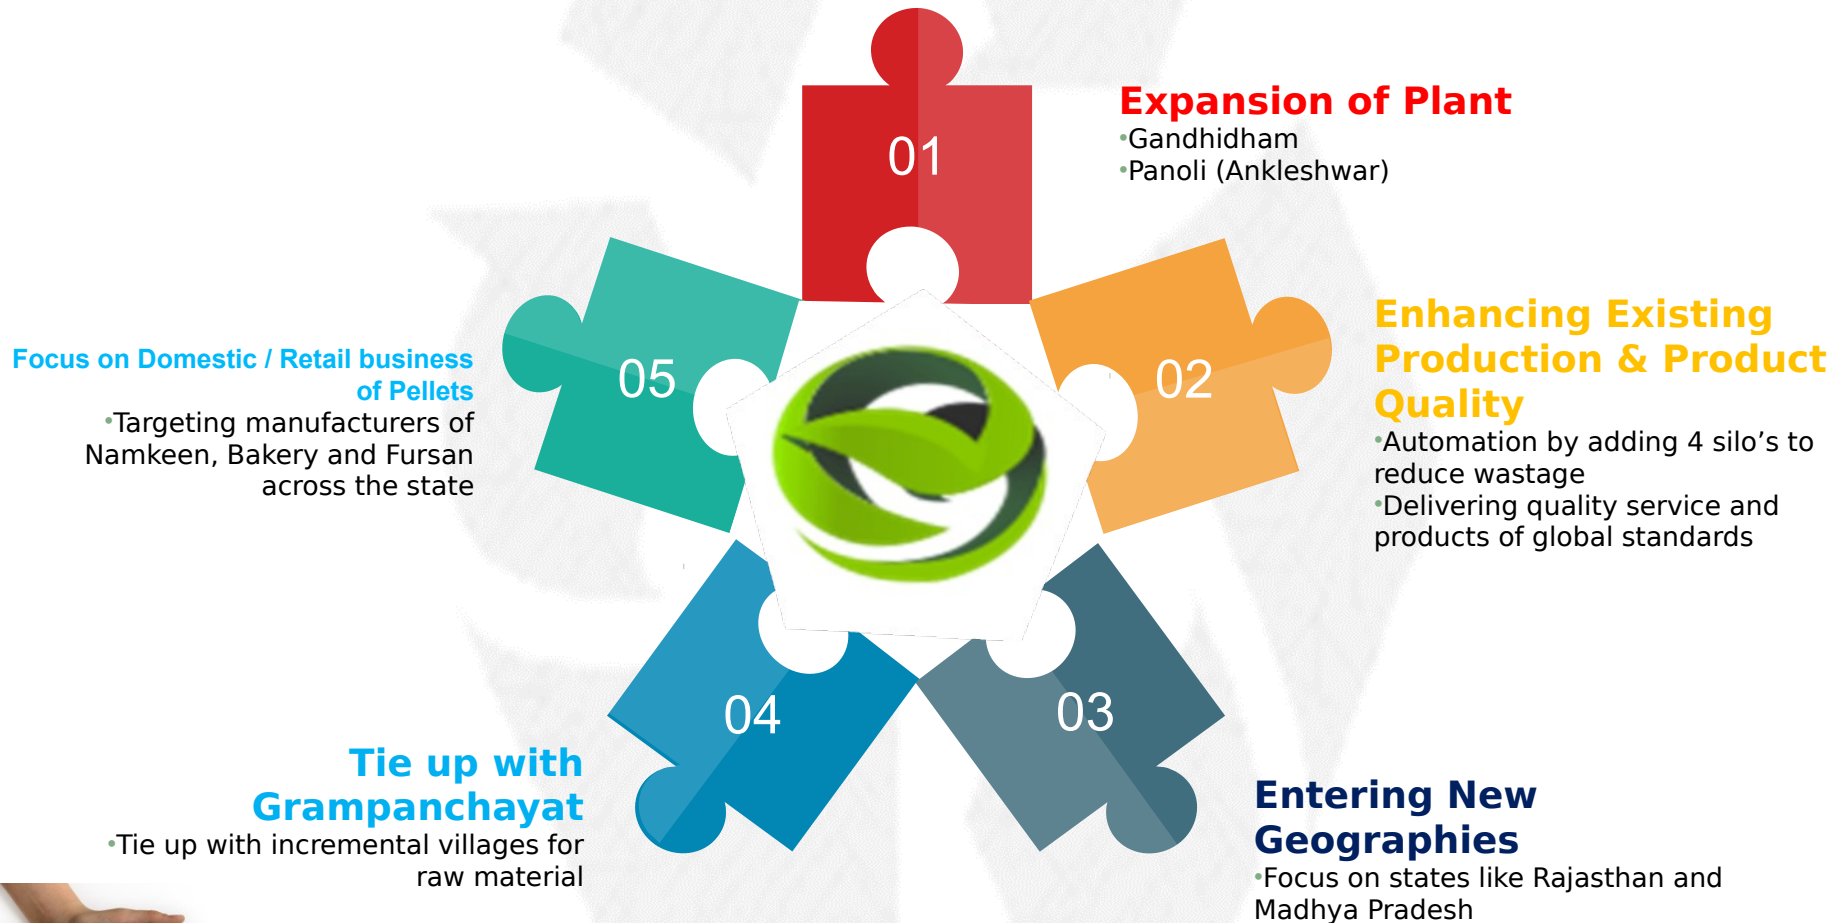 01
Expansion of Plant
•Gandhidham
•Panoli (Ankleshwar)
02
Enhancing Existing
Production & Product
Quality
•Automation by adding 4 silo’s to
reduce wastage
•Delivering quality service and
products of global standards
03
Entering New
Geographies
•Focus on states like Rajasthan and
Madhya Pradesh
04
Tie up with
Grampanchayat
•Tie up with incremental villages for
raw material
05
Focus on Domestic / Retail business
of Pellets
•Targeting manufacturers of
Namkeen, Bakery and Fursan
across the state